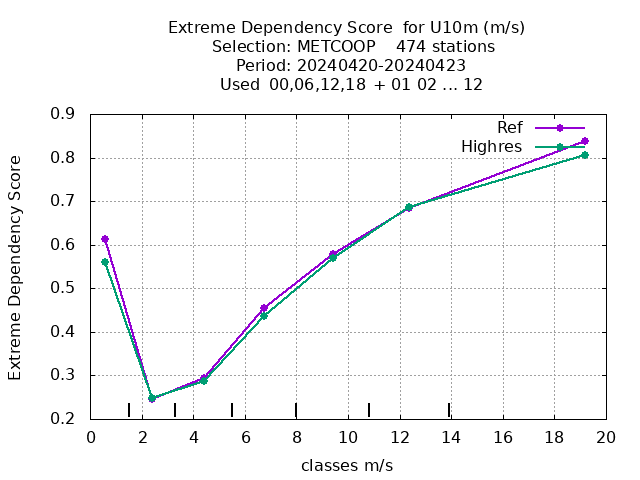 Extreme Dependency Score  for U10m (m/s)
Selection: METCOOP    474 stations
Period: 20240420-20240423
Used  00,06,12,18  + 01 02 ... 12
Ref
Highres
0.9
0.8
0.7
0.6
0.5
0.4
0.3
0.2
Extreme Dependency Score
0 2 4 6 8 10 12 14 16 18 20
classes m/s